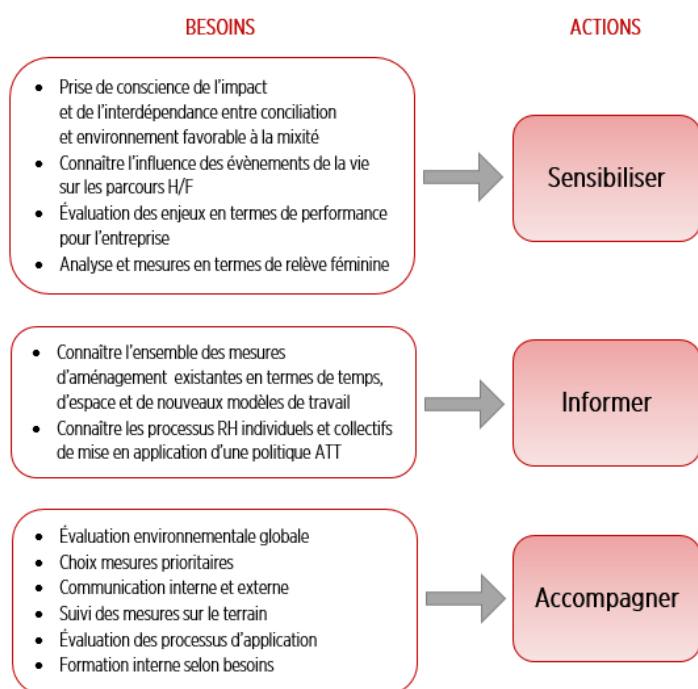 BESOINS
ACTIONS
• Prise de conscience de l'impact
et de l'interdépendance entre conciliation
et environnement favorable à la mixité
• Connaître l'influence des évènements de la vie
sur les parcours H/F
• Évaluation des enjeux en termes de performance
pour l'entreprise
• Analyse et mesures en termes de relève féminine
Sensibiliser
• Connaître l'ensemble des mesures
d'aménagement existantes en termes de temps,
d'espace et de nouveaux modèles de travail
• Connaître les processus RH individuels et collectifs
de mise en application d'une politique ATT
Informer
• Évaluation environnementale globale
• Choix mesures prioritaires
• Communication interne et externe
• Suivi des mesures sur le terrain
• Évaluation des processus d'application
• Formation interne selon besoins
Accompagner